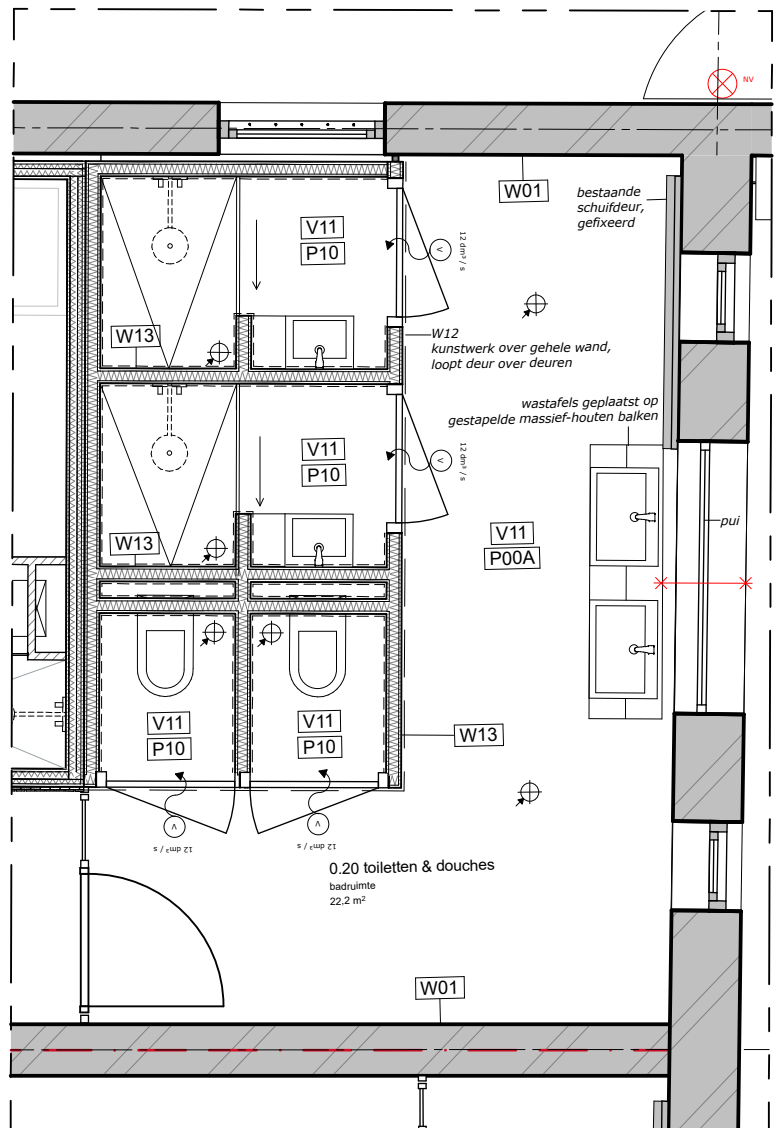 NV
W01
bestaande
schuifdeur,
gefixeerd
V11
P10
V
12 dm³ / s
W13
W12
kunstwerk over gehele wand,
loopt deur over deuren
wastafels geplaatst op
gestapelde massief-houten balken
V11
P10
V
12 dm³ / s
W13
V11
P00A
pui
V11
P10
V11
P10
W13
V
12 dm³ / s
V
12 dm³ / s
0.20 toiletten & douches
badruimte
22,2 m²
W01